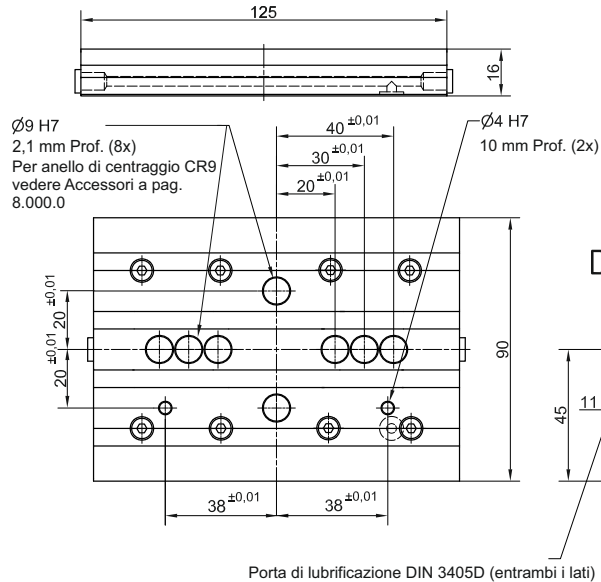 125
16
Ø9 H7
2,1 mm Prof. (8x)
Per anello di centraggio CR9
vedere Accessori a pag.
8.000.0
40 ±0,01
30 ±0,01
20 ±0,01
Ø4 H7
10 mm Prof. (2x)
20 ±0,01
20 ±0,01
90
45
11
38 ±0,01
38 ±0,01
Porta di lubrificazione DIN 3405D (entrambi i lati)